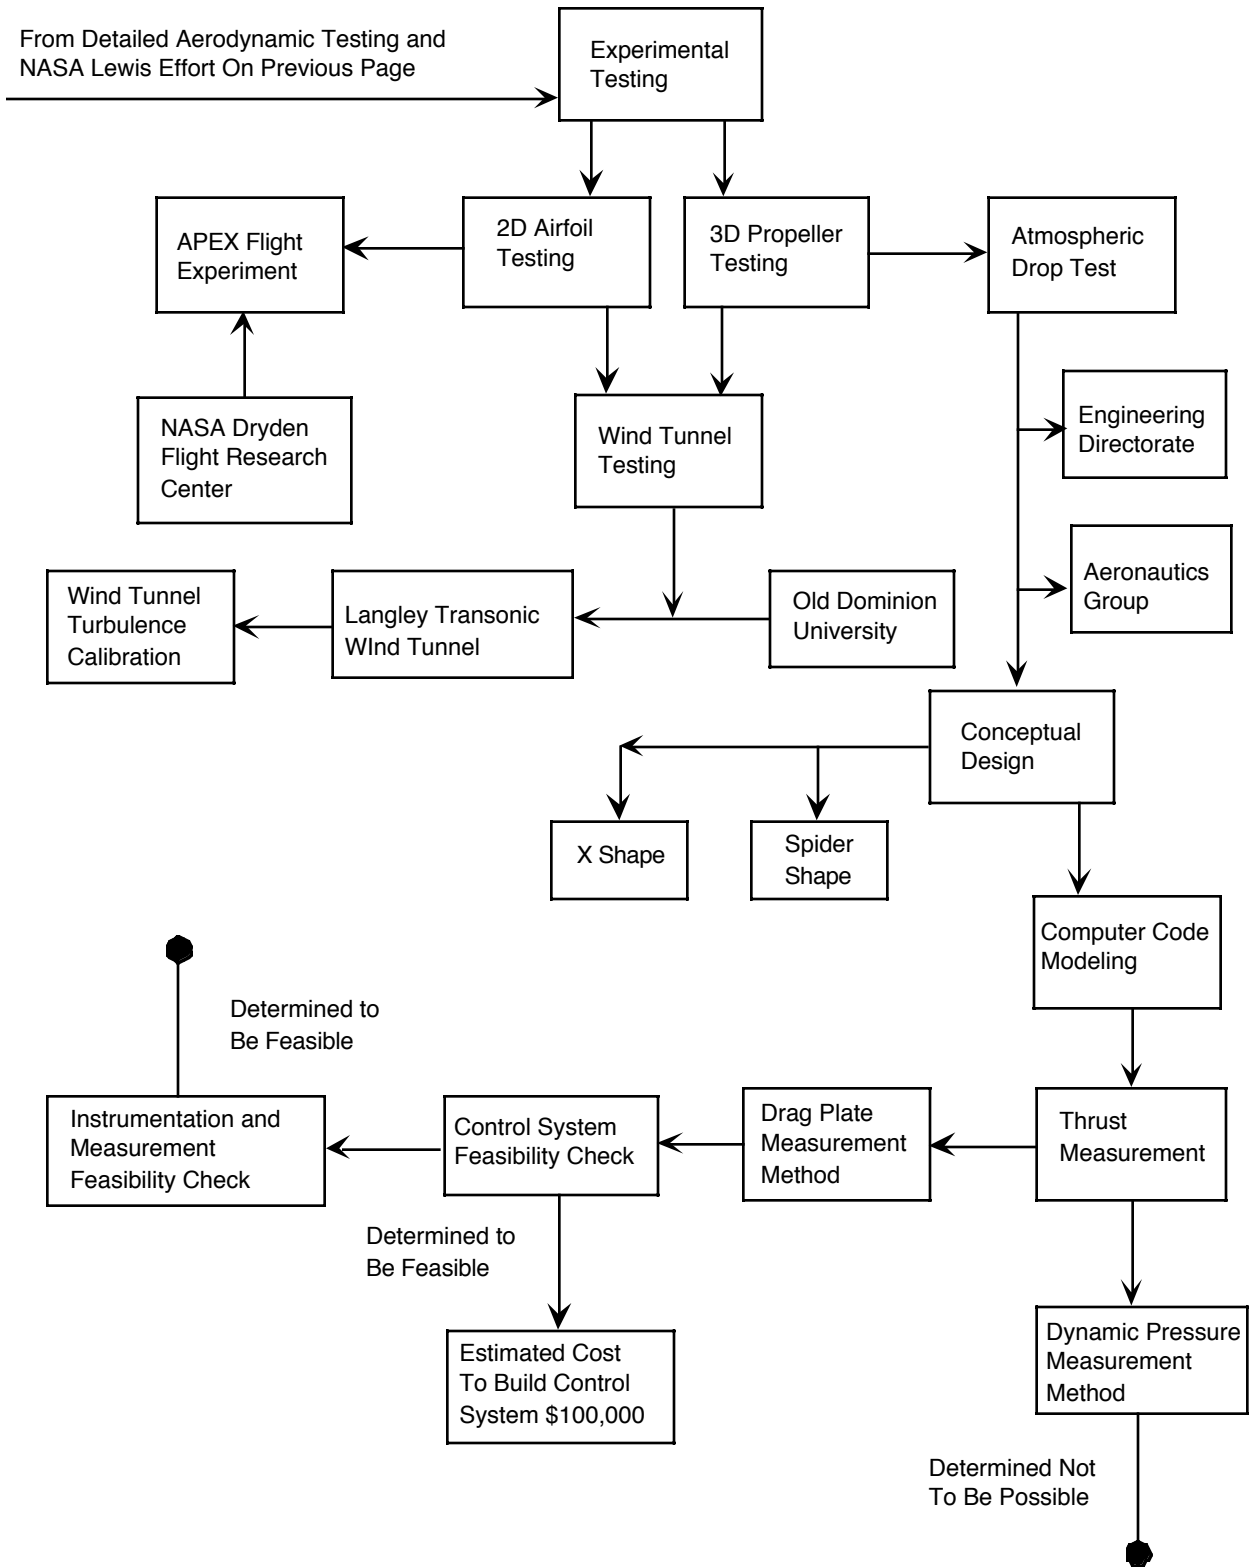 From Detailed Aerodynamic Testing and
NASA Lewis Effort On Previous Page
Experimental
Testing
APEX Flight
Experiment
2D Airfoil
Testing
3D Propeller
Testing
Atmospheric
Drop Test
NASA Dryden
Flight Research
Center
Wind Tunnel
Testing
Engineering
Directorate
Wind Tunnel
Turbulence
Calibration
Langley Transonic
WInd Tunnel
Old Dominion
University
Aeronautics
Group
Conceptual
Design
X Shape
Spider
Shape
Computer Code
Modeling
Determined to
Be Feasible
Instrumentation and
Measurement
Feasibility Check
Control System
Feasibility Check
Drag Plate
Measurement
Method
Thrust
Measurement
Determined to
Be Feasible
Estimated Cost
To Build Control
System $100,000
Dynamic Pressure
Measurement
Method
Determined Not
To Be Possible